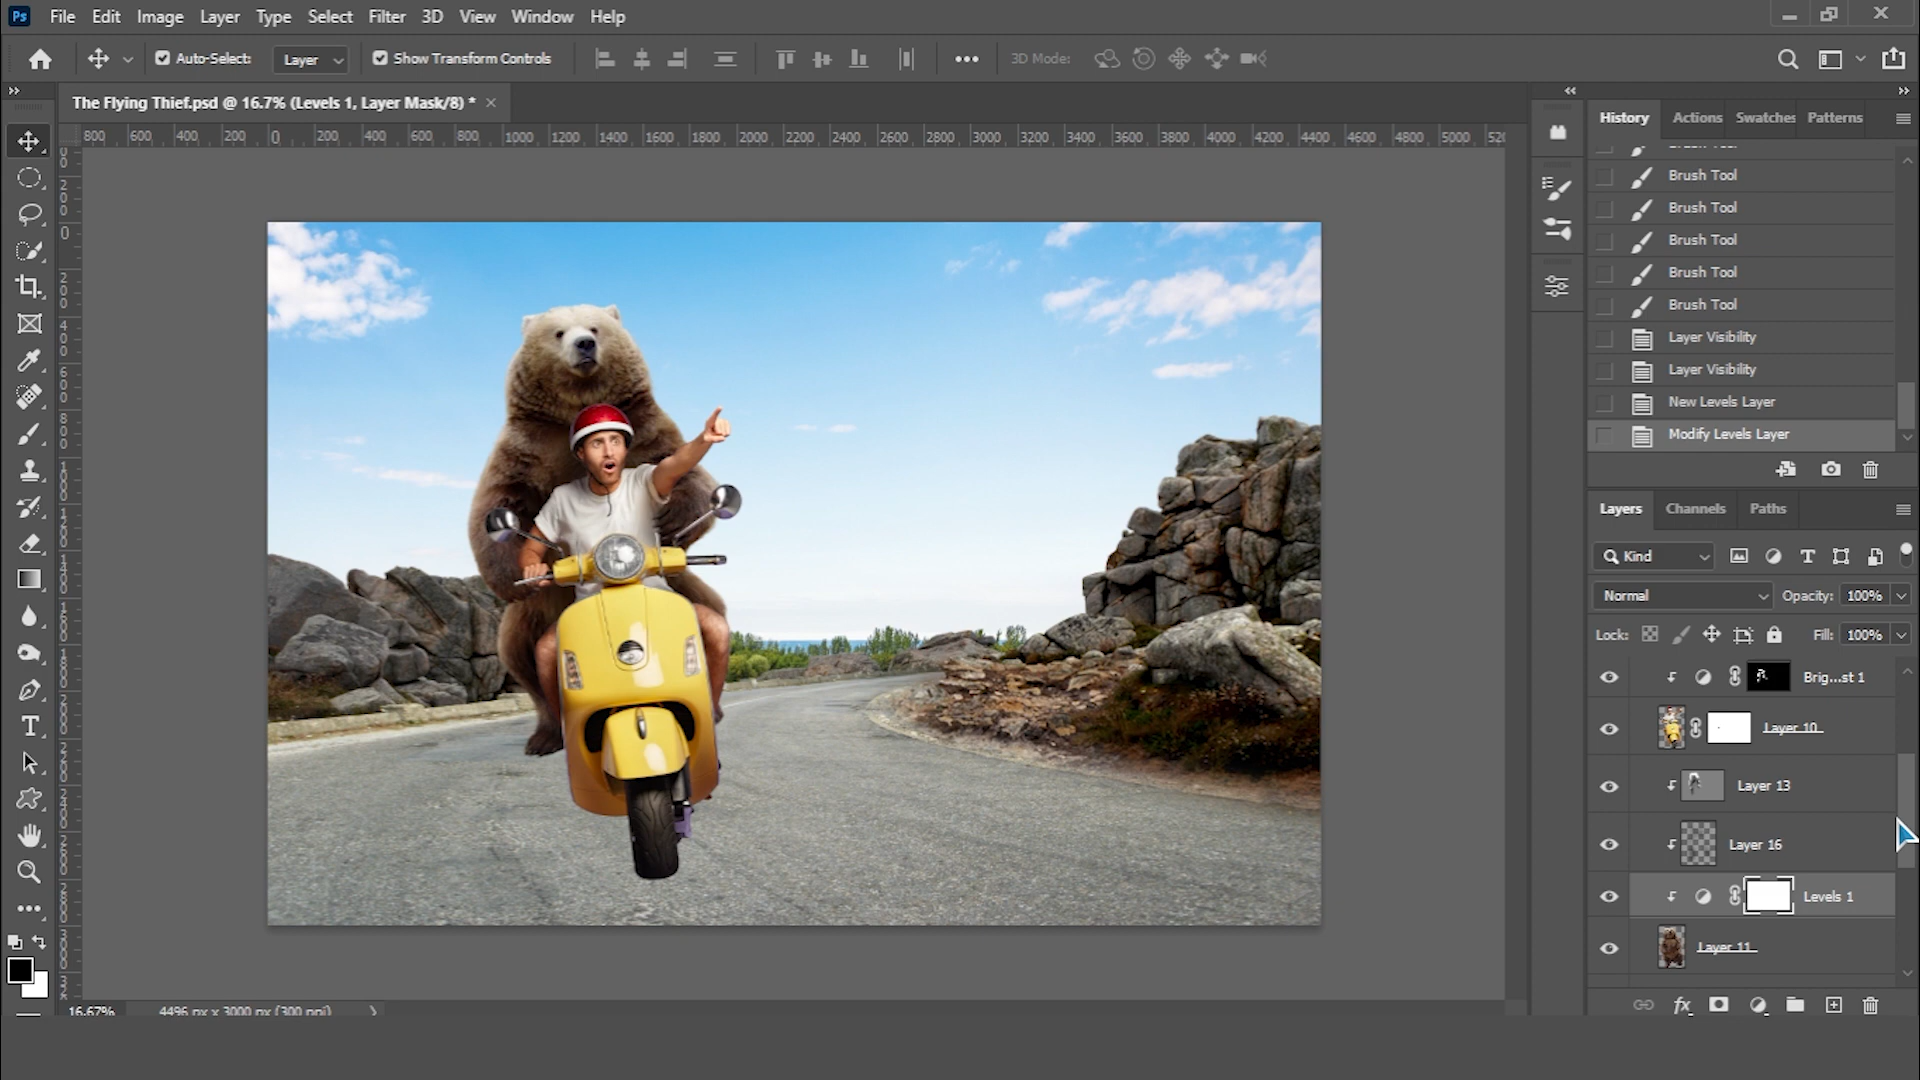 Ps File Edit Image Layer Type Select Filter 3D View Window Help
Auto-Select: Layer Show Transform Controls 3D Mode:
The Flying Thief.psd @ 16.7% (Levels 1, Layer Mask/8) *
800 600 400 200 0 200 400 600 800 1000 1200 1400 1600 1800 2000 2200 2400 2600 2800 3000 3200 3400 3600 3800 4000 4200 4400 4600 4800 5000
History Actions Swatches Patterns
Brush Tool
Brush Tool
Brush Tool
Brush Tool
Brush Tool
Brush Tool
Layer Visibility
Layer Visibility
New Levels Layer
Modify Levels Layer
Layers Channels Paths
Kind
Normal Opacity: 100%
Lock: Fill: 100%
Brig...st 1
Layer 10
Layer 13
Layer 16
Levels 1
Layer 11
16.67% 4496 px x 3000 px (300 ppi)